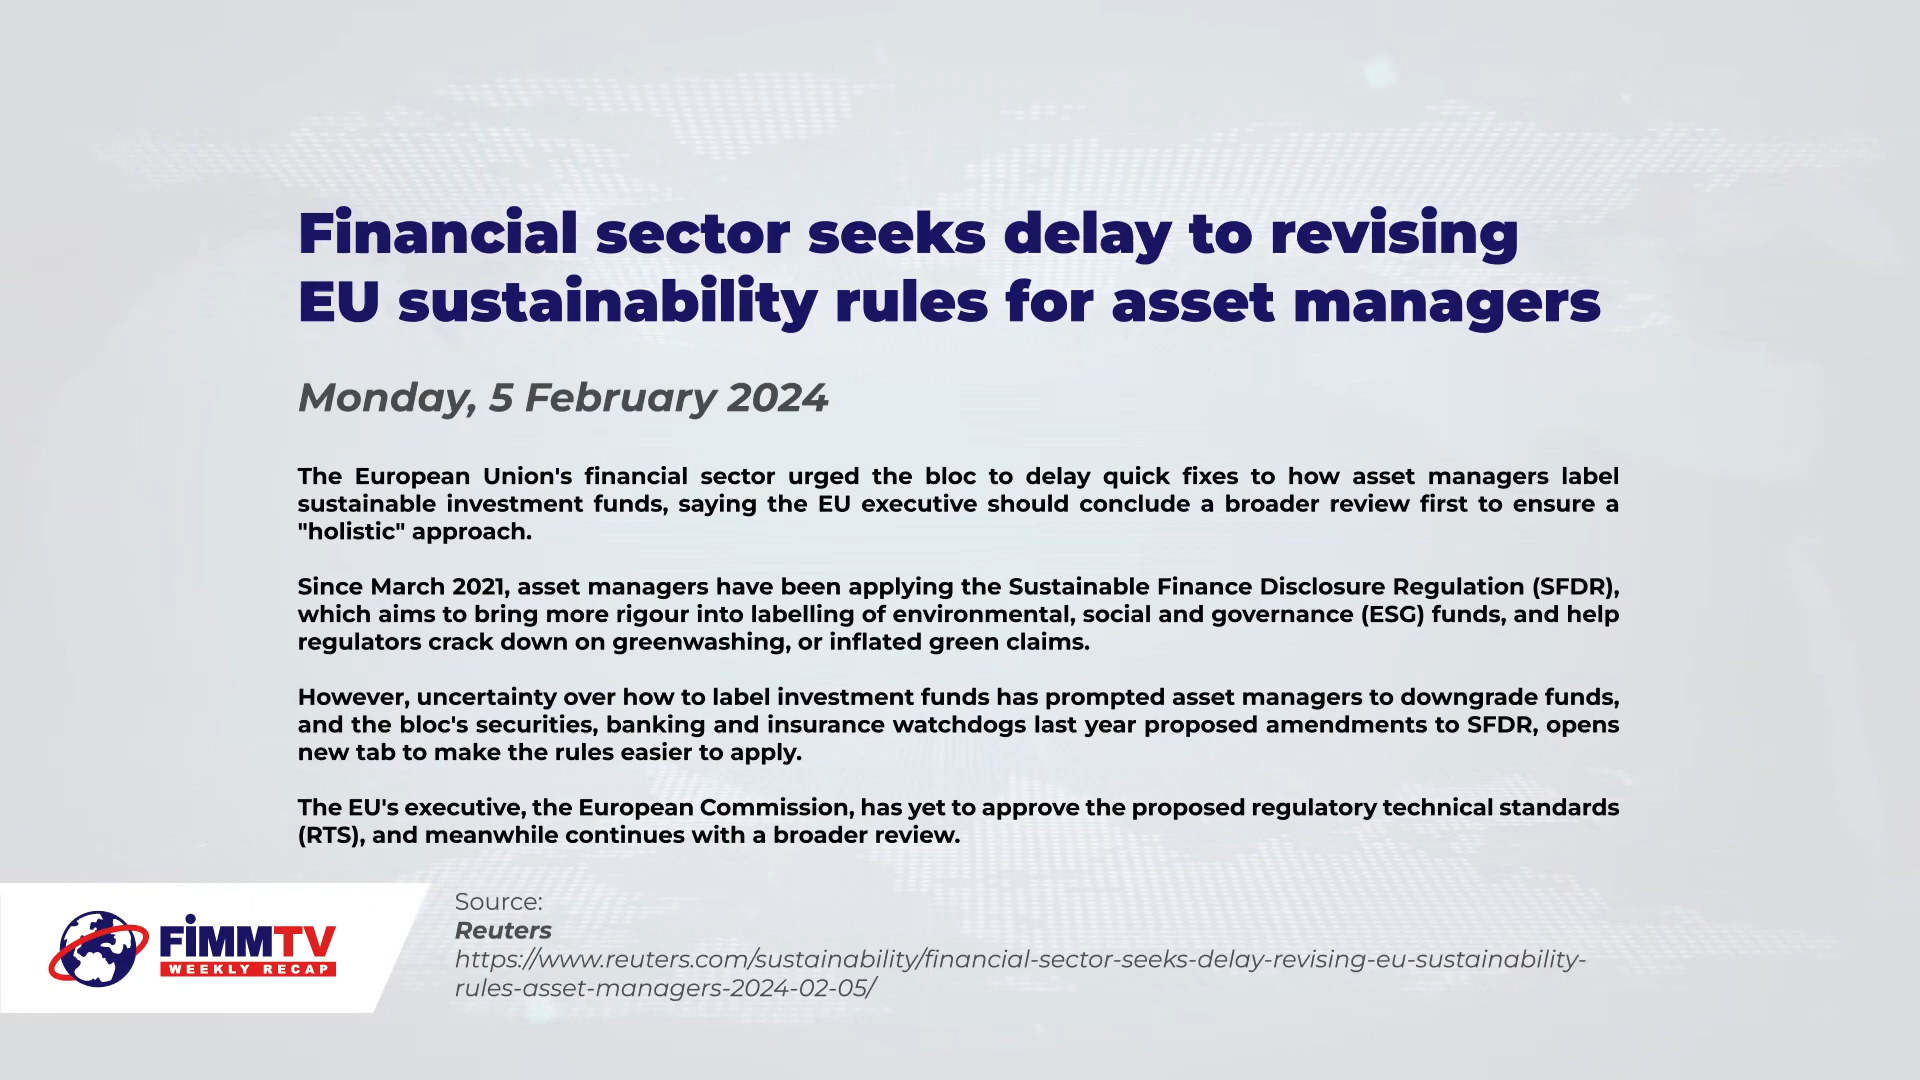 Financial sector seeks delay to revising
EU sustainability rules for asset managers
Monday, 5 February 2024
The European Union's financial sector urged the bloc to delay quick fixes to how asset managers label
sustainable investment funds, saying the EU executive should conclude a broader review first to ensure a
"holistic" approach.
Since March 2021, asset managers have been applying the Sustainable Finance Disclosure Regulation (SFDR),
which aims to bring more rigour into labelling of environmental, social and governance (ESG) funds, and help
regulators crack down on greenwashing, or inflated green claims.
However, uncertainty over how to label investment funds has prompted asset managers to downgrade funds,
and the bloc's securities, banking and insurance watchdogs last year proposed amendments to SFDR, opens
new tab to make the rules easier to apply.
The EU's executive, the European Commission, has yet to approve the proposed regulatory technical standards
(RTS), and meanwhile continues with a broader review.
FiMMTV
WEEKLY RECAP
Source:
Reuters
https://www.reuters.com/sustainability/financial-sector-seeks-delay-revising-eu-sustainability-
rules-asset-managers-2024-02-05/